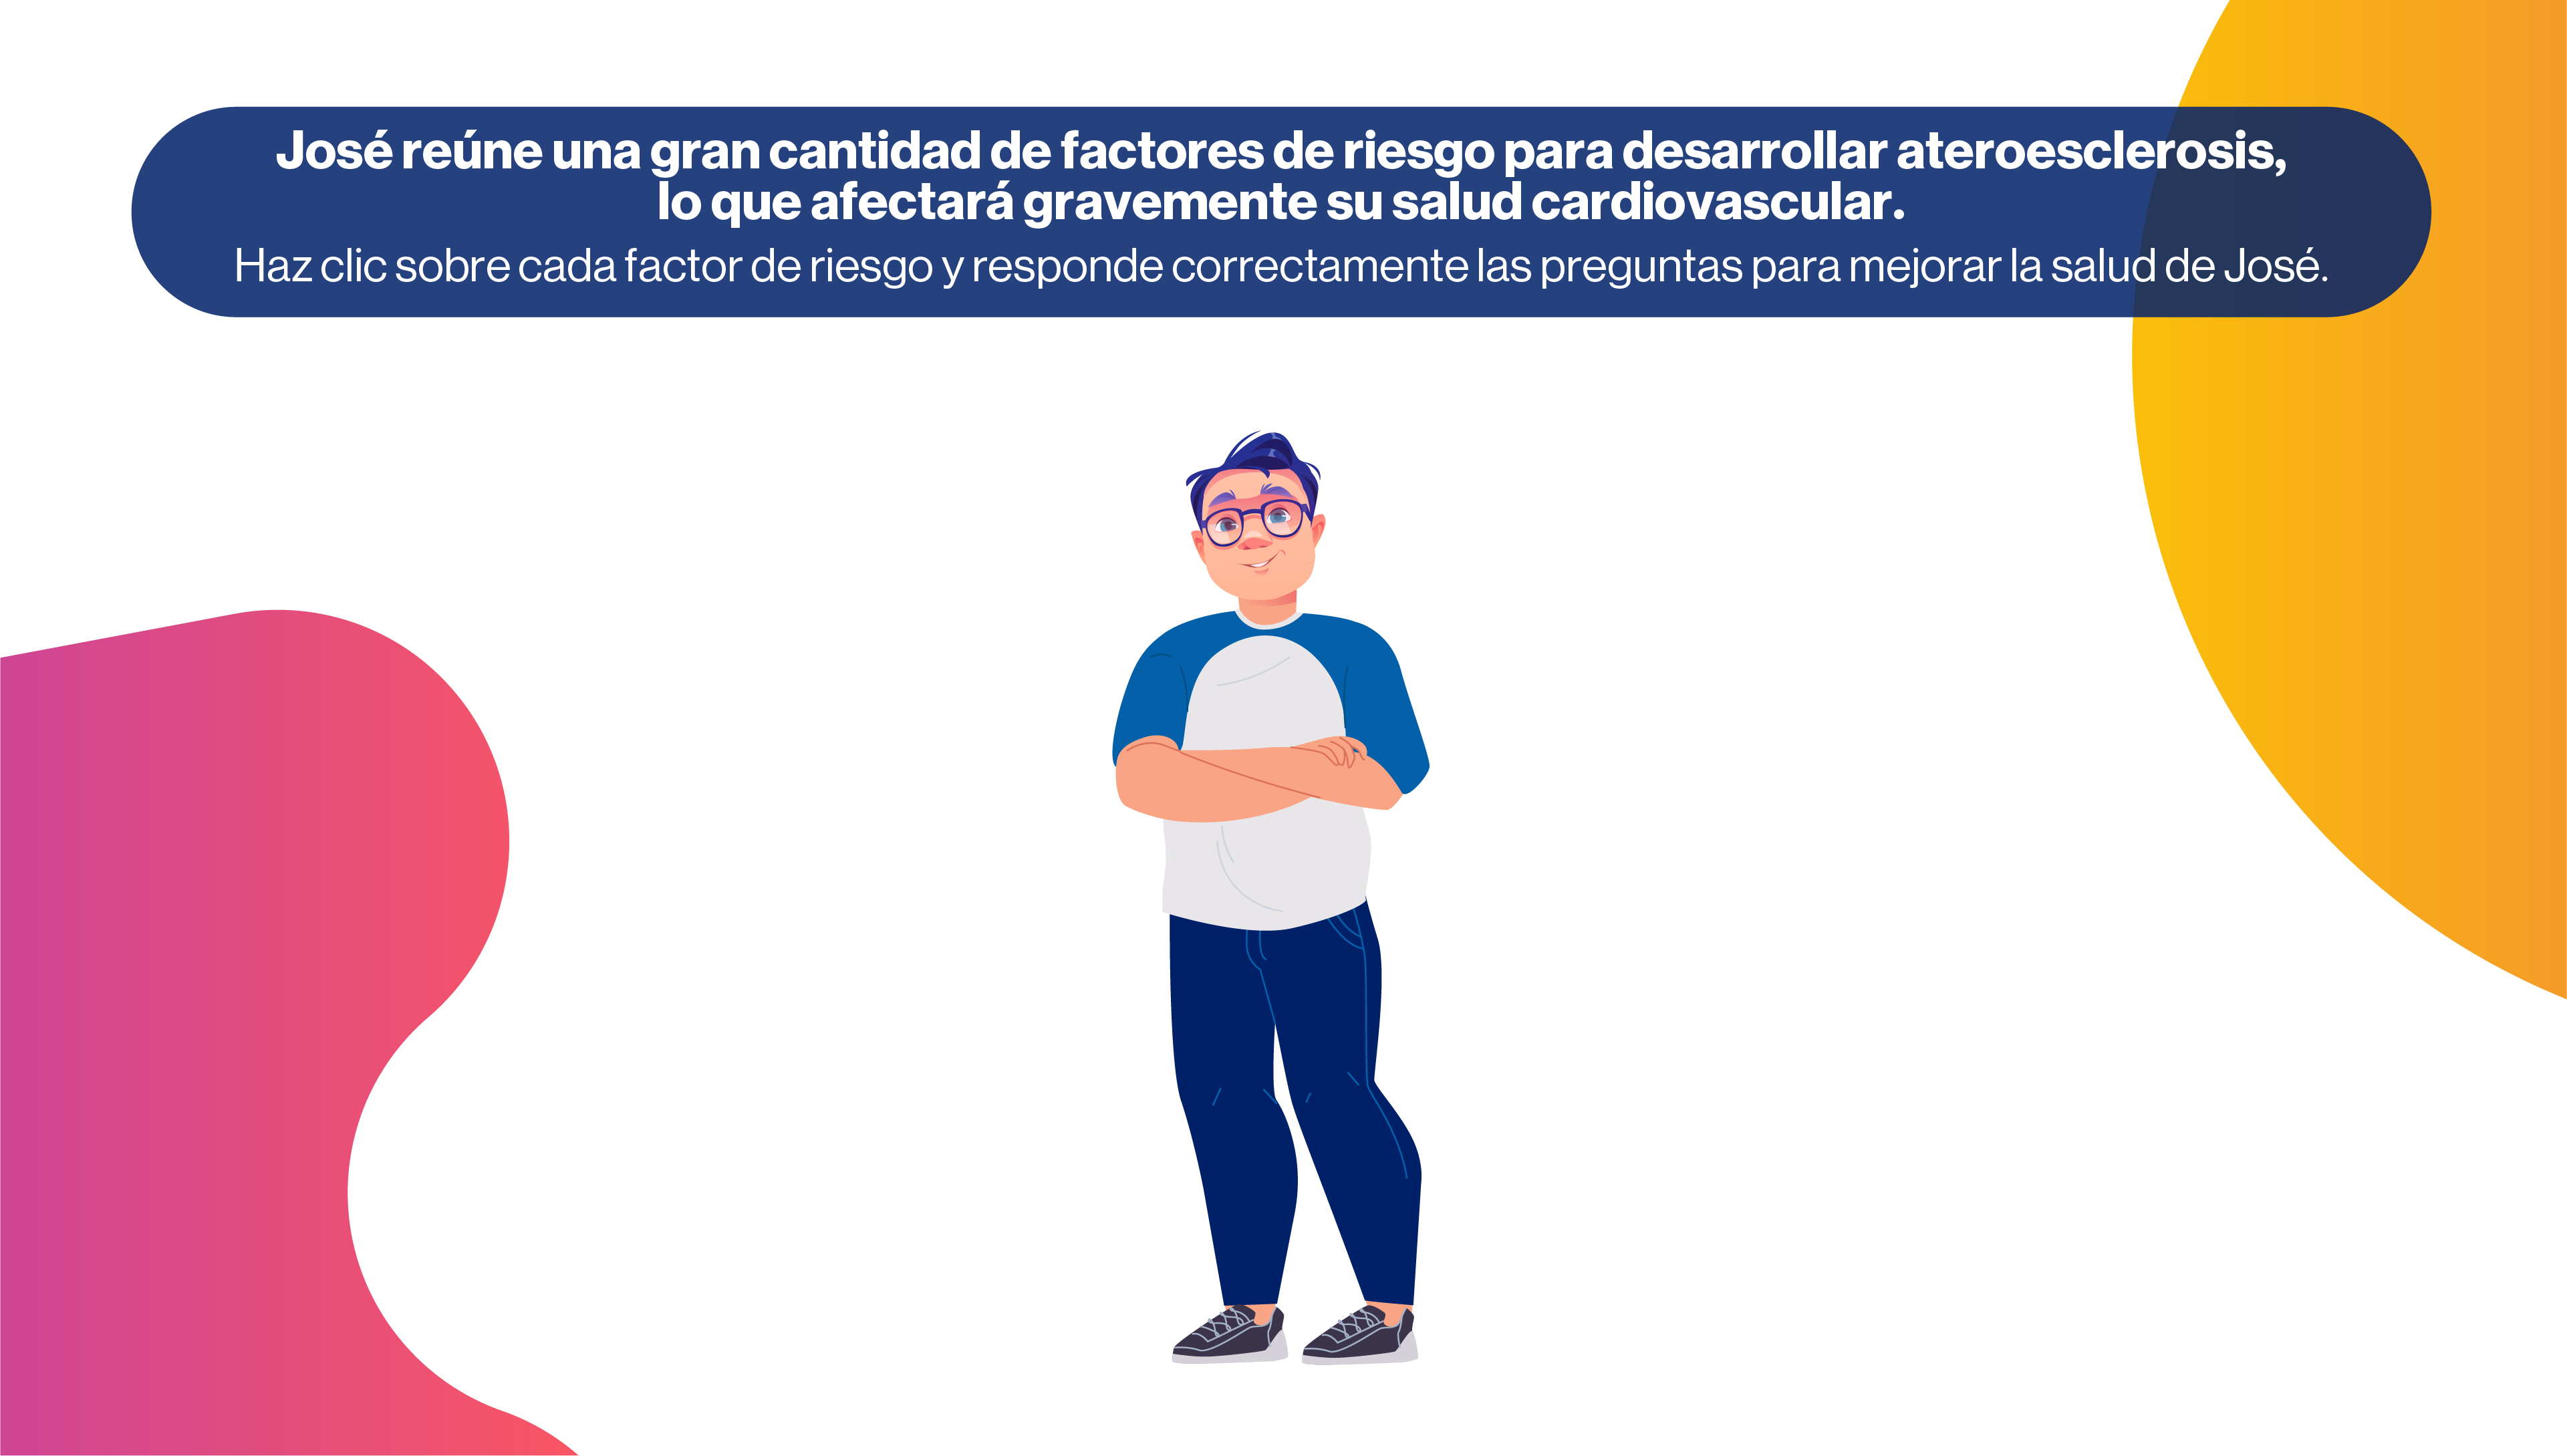 José reúne una gran cantidad de factores de riesgo para desarrollar ateroesclerosis,
lo que afectará gravemente su salud cardiovascular.
Haz clic sobre cada factor de riesgo y responde correctamente las preguntas para mejorar la salud de José.